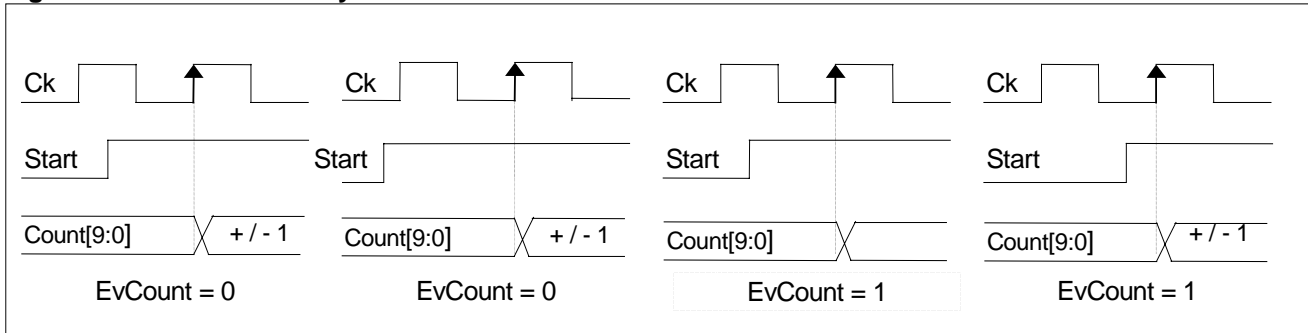 Ck
Start
Count[9:0]
+ / - 1
EvCount = 0
Ck
Start
Count[9:0]
+ / - 1
EvCount = 0
Ck
Start
Count[9:0]
EvCount = 1
Ck
Start
Count[9:0]
+ / - 1
EvCount = 1